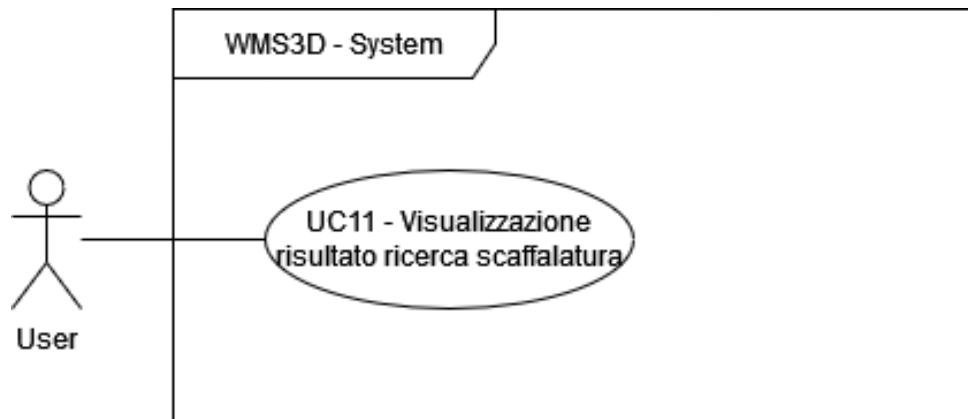 WMS3D - System
UC11 - Visualizzazione
risultato ricerca scaffalatura
User